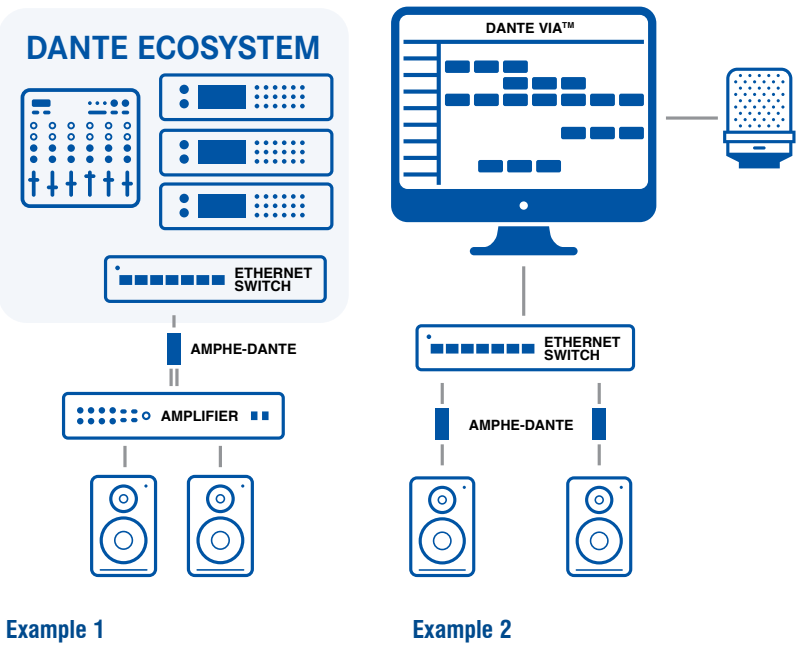 DANTE ECOSYSTEM
ETHERNET
SWITCH
AMPHE-DANTE
AMPLIFIER
Example 1
DANTE VIA™
ETHERNET
SWITCH
AMPHE-DANTE
Example 2